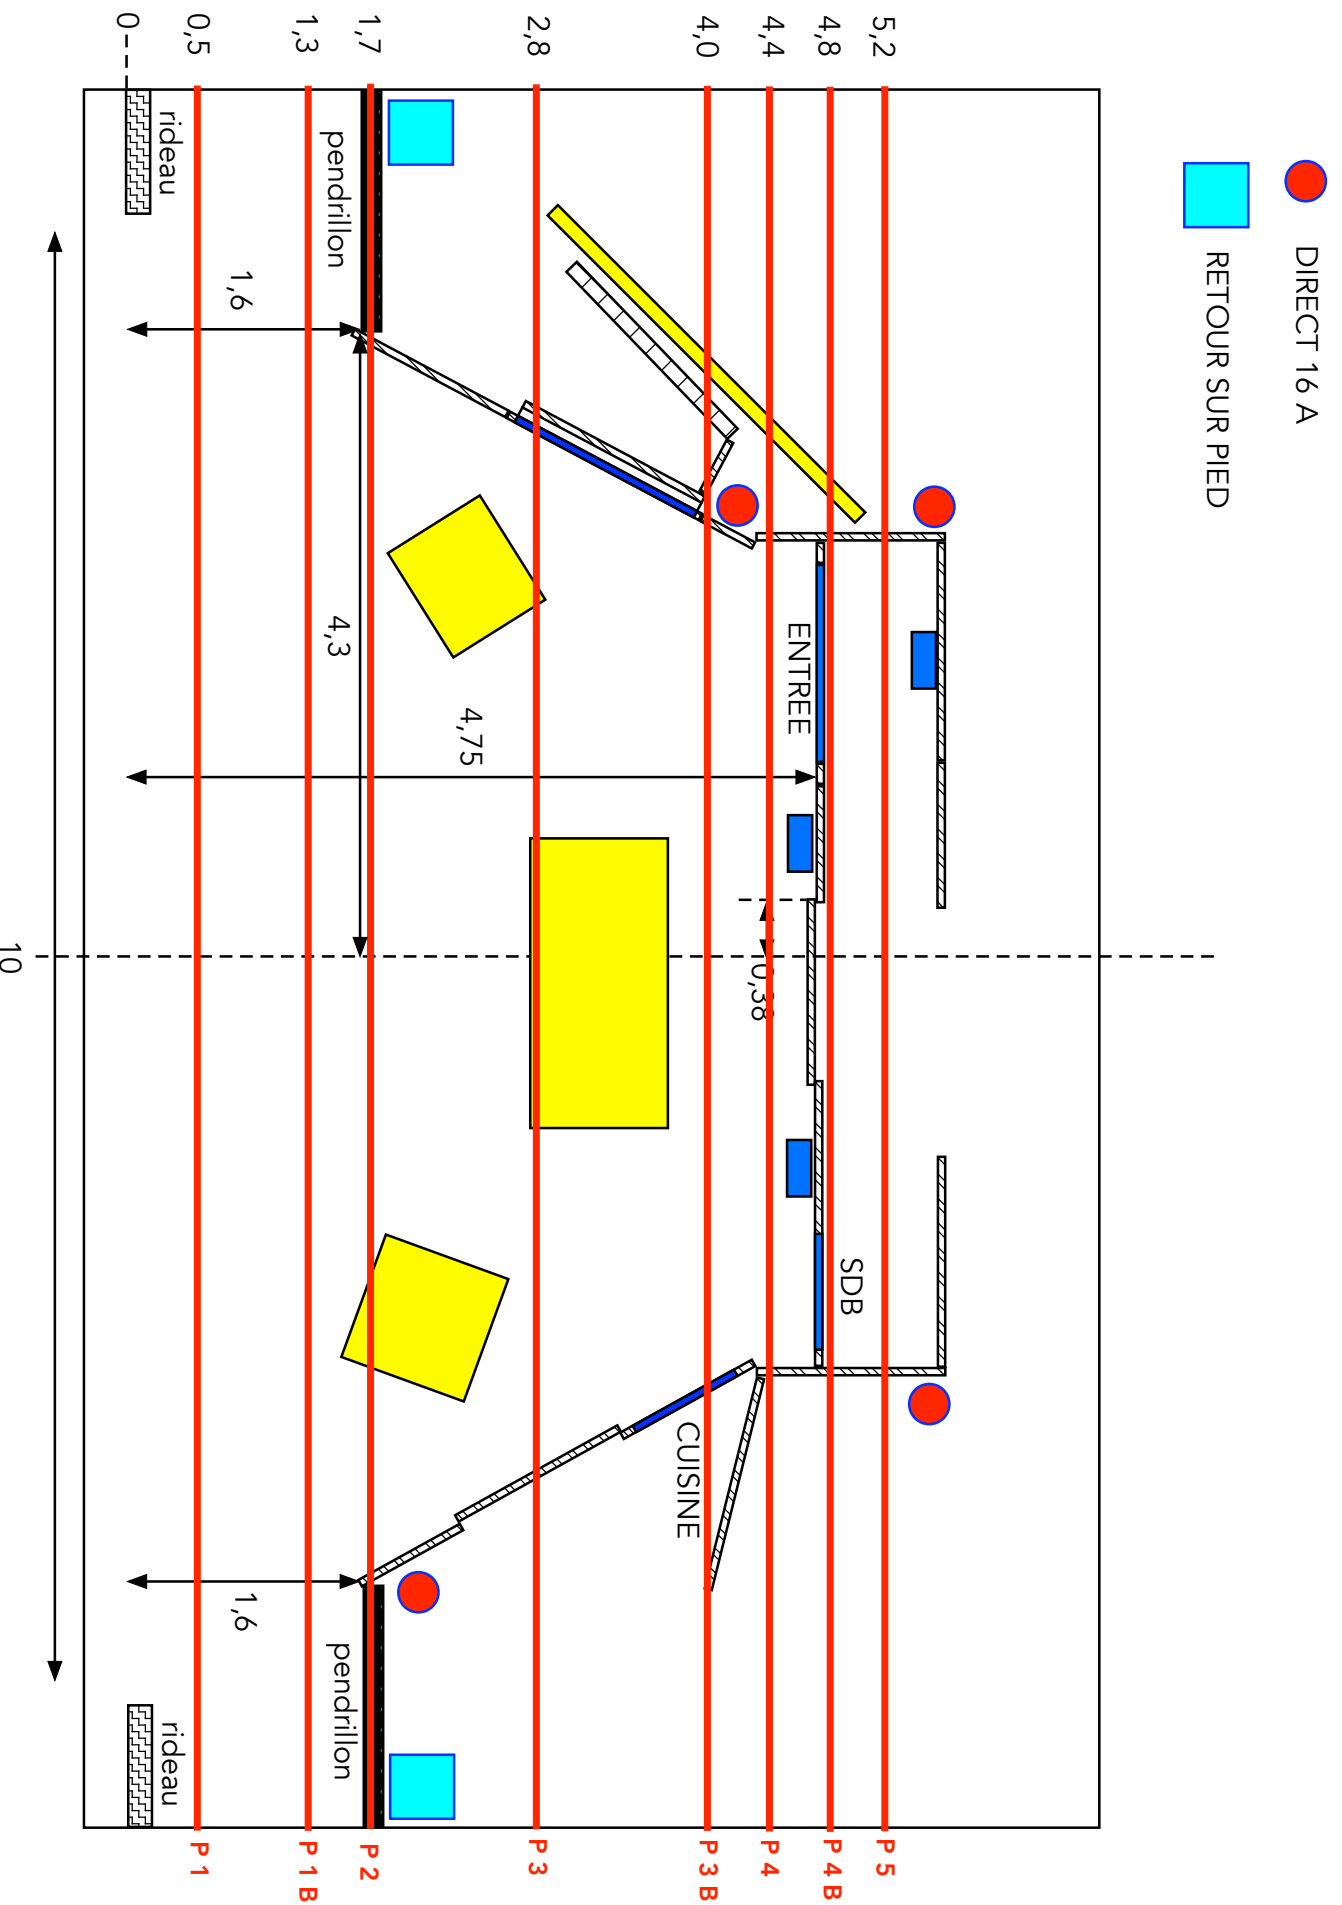 DIRECT 16 A
RETOUR SUR PIED
5,2
4,8
4,4
4,0
2,8
1,7
1,3
0,5
0
P 5
P 4 B
P 4
P 3 B
P 3
P 2
P 1 B
P 1
SDB
ENTREE
0,38
CUISINE
4,75
4,3
pendrillon
pendrillon
1,6
1,6
rideau
rideau
10